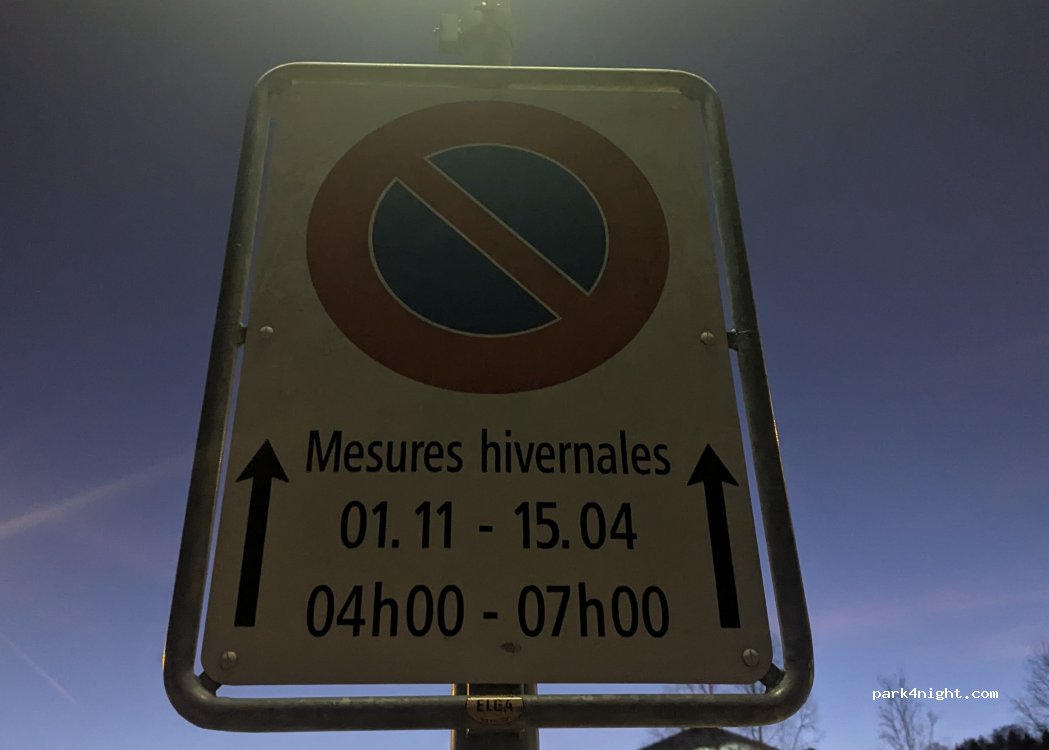 Mesures hivernales
01.11 - 15.04
04h00 - 07h00
ELGA
park4night.com